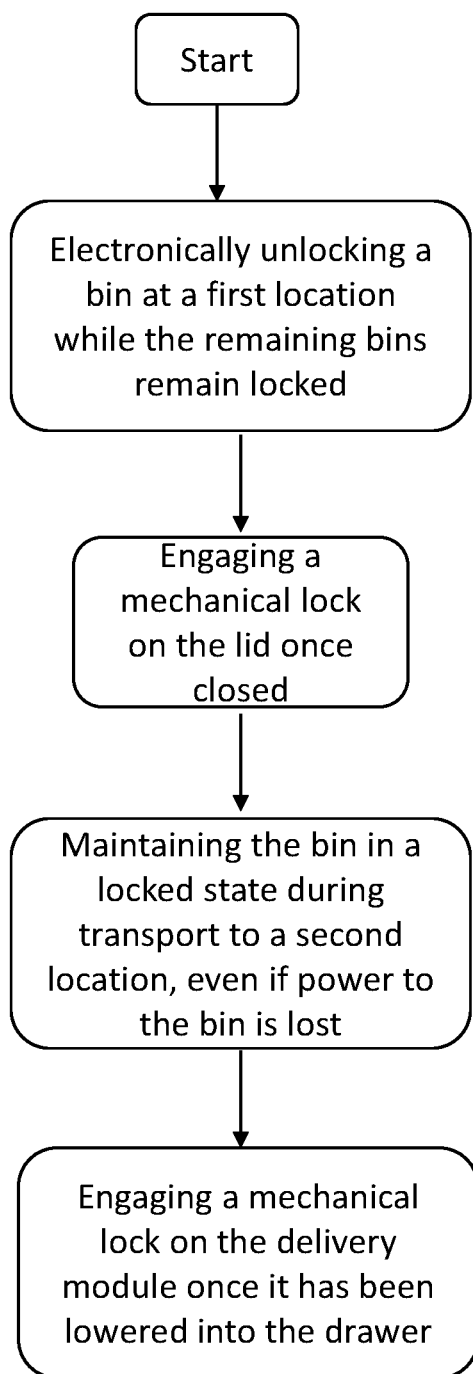 Start
Electronically unlocking a
bin at a first location
while the remaining bins
remain locked
Engaging a
mechanical lock
on the lid once
closed
Maintaining the bin in a
locked state during
transport to a second
location, even if power to
the bin is lost
Engaging a mechanical
lock on the delivery
module once it has been
lowered into the drawer